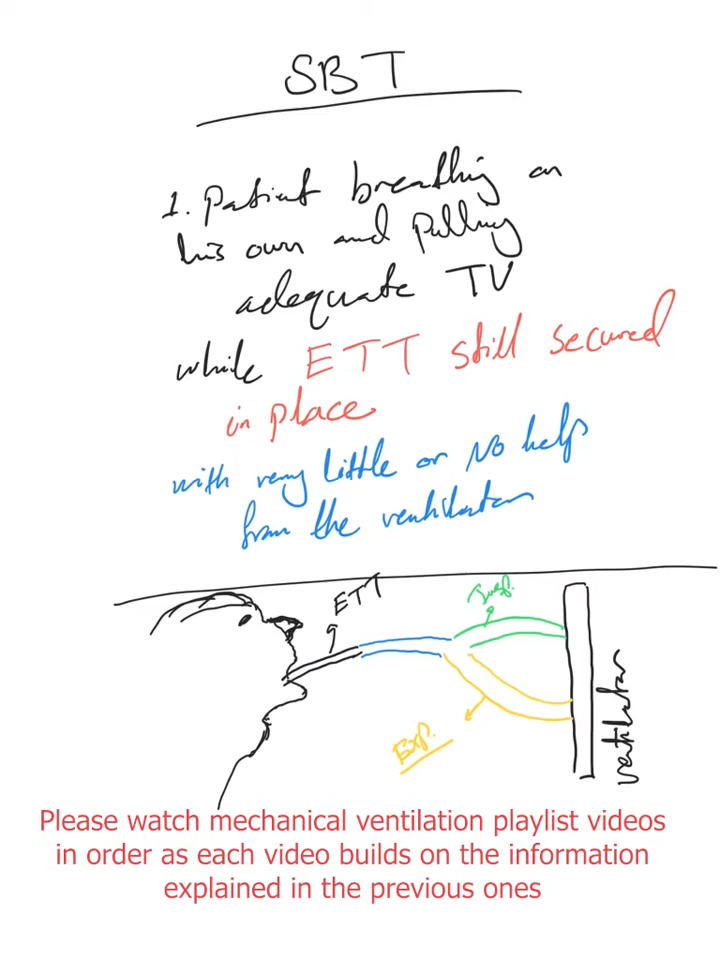 SBT
1. Patient breathing on
his own and Pulling
adequate TV
while ETT still secured
in place
with very little or No help
from the ventilator
ETT
Insp.
Exp.
ventilator
Please watch mechanical ventilation playlist videos
in order as each video builds on the information
explained in the previous ones